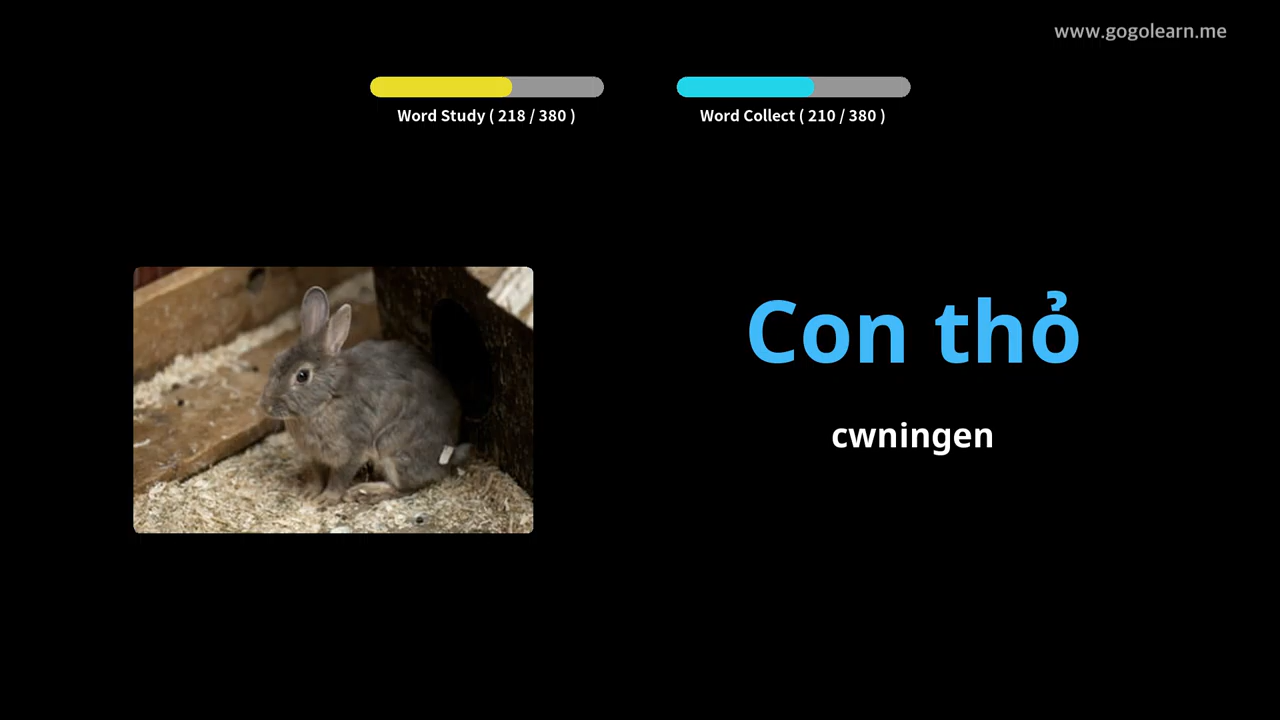 www.gogolearn.me
Word Study ( 218 / 380 )
Word Collect ( 210 / 380 )
Con thỏ
cwningen